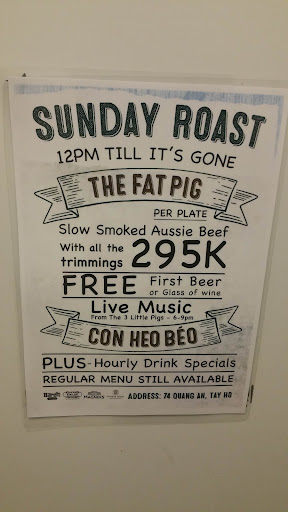 SUNDAY ROAST
12PM TILL IT'S GONE
THE FAT PIG
PER PLATE
Slow Smoked Aussie Beef
With all the trimmings 295K
FREE First Beer
or Glass of wine
Live Music
From The 3 Little Pigs - 6-9pm
CON HEO BÉO
PLUS - Hourly Drink Specials
REGULAR MENU STILL AVAILABLE
ADDRESS: 74 QUANG AN, TAY HO